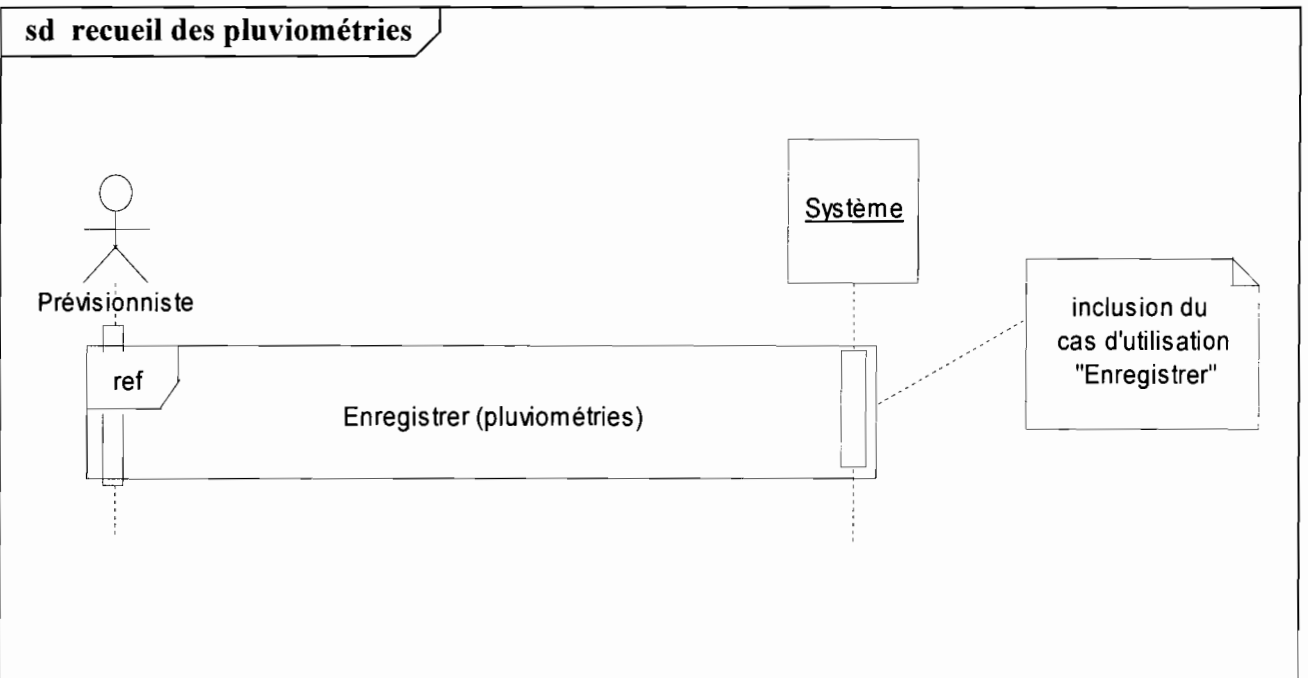 sd recueil des pluviométries
Système
Prévisionniste
inclusion du
cas d'utilisation
"Enregistrer"
ref
Enregistrer (pluviométries)